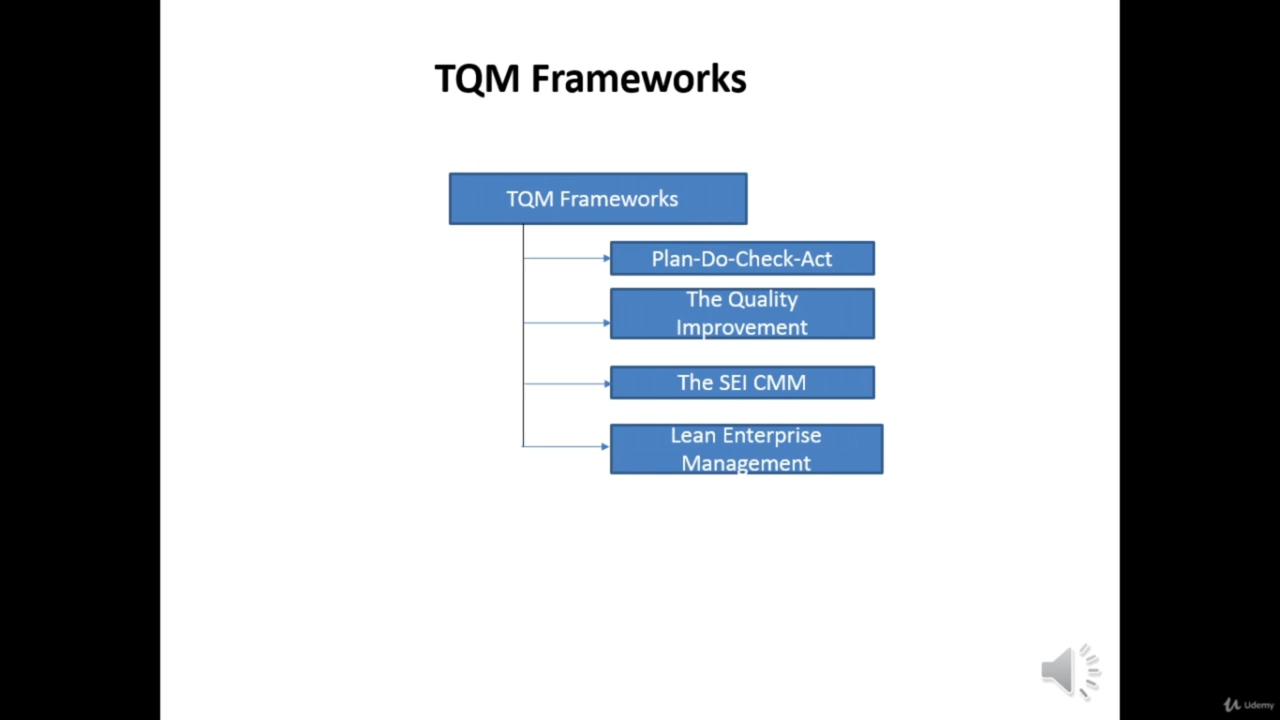 TQM Frameworks
TQM Frameworks
Plan-Do-Check-Act
The Quality
Improvement
The SEI CMM
Lean Enterprise
Management
Udemy